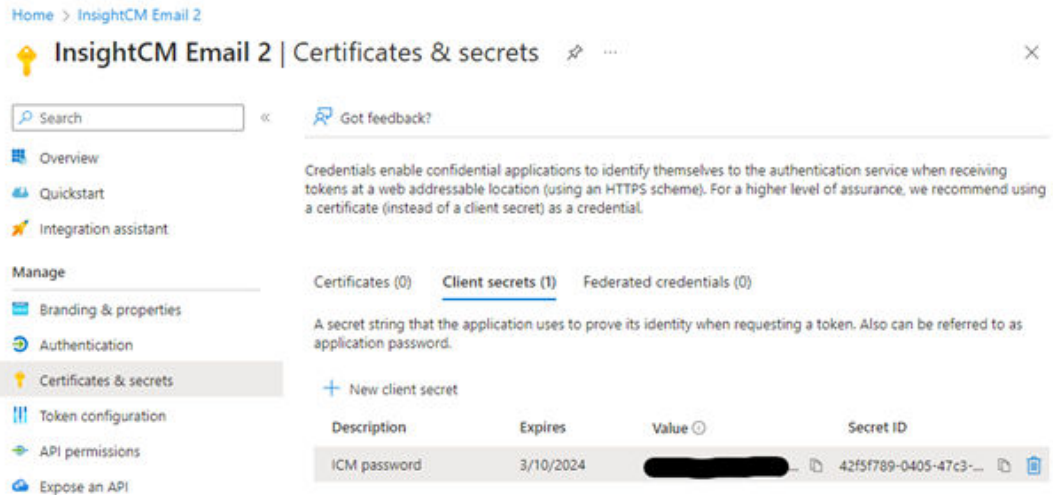 Home > InsightCM Email 2
InsightCM Email 2 | Certificates & secrets ...
Search «
Overview
Quickstart
Integration assistant
Manage
Branding & properties
Authentication
Certificates & secrets
Token configuration
API permissions
Expose an API
Got feedback?
Credentials enable confidential applications to identify themselves to the authentication service when receiving
tokens at a web addressable location (using an HTTPS scheme). For a higher level of assurance, we recommend using
a certificate (instead of a client secret) as a credential.
Certificates (0) Client secrets (1) Federated credentials (0)
A secret string that the application uses to prove its identity when requesting a token. Also can be referred to as
application password.
+ New client secret
Description Expires Value Secret ID
ICM password 3/10/2024 ... 42f5f789-0405-47c3-...